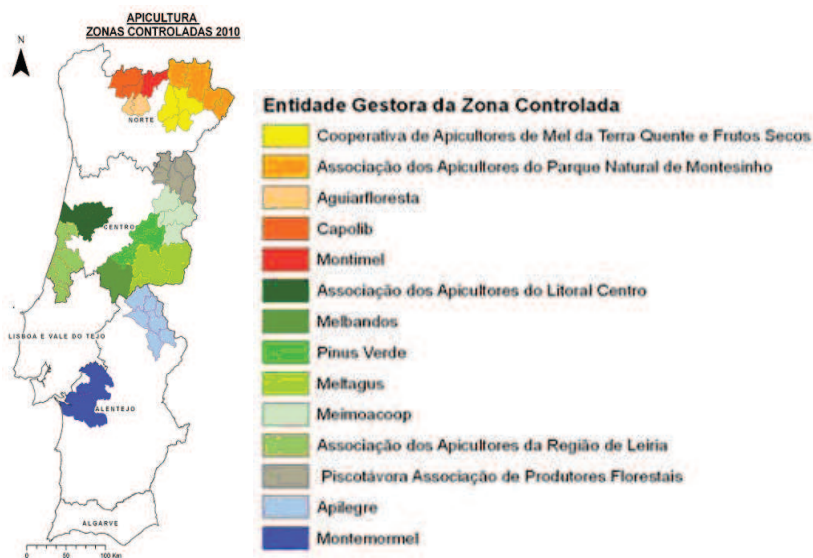 APICULTURA
ZONAS CONTROLADAS 2010
N
NORTE
CENTRO
LISBOA E VALE DO TEJO
ALENTEJO
ALGARVE
0 50 100 Km
Entidade Gestora da Zona Controlada
Cooperativa de Apicultores de Mel da Terra Quente e Frutos Secos
Associação dos Apicultores do Parque Natural de Montesinho
Aguiarfloresta
Capolib
Montimel
Associação dos Apicultores do Litoral Centro
Melbandos
Pinus Verde
Meltagus
Meimoacoop
Associação dos Apicultores da Região de Leiria
Piscotávora Associação de Produtores Florestais
Apilegre
Montemormel